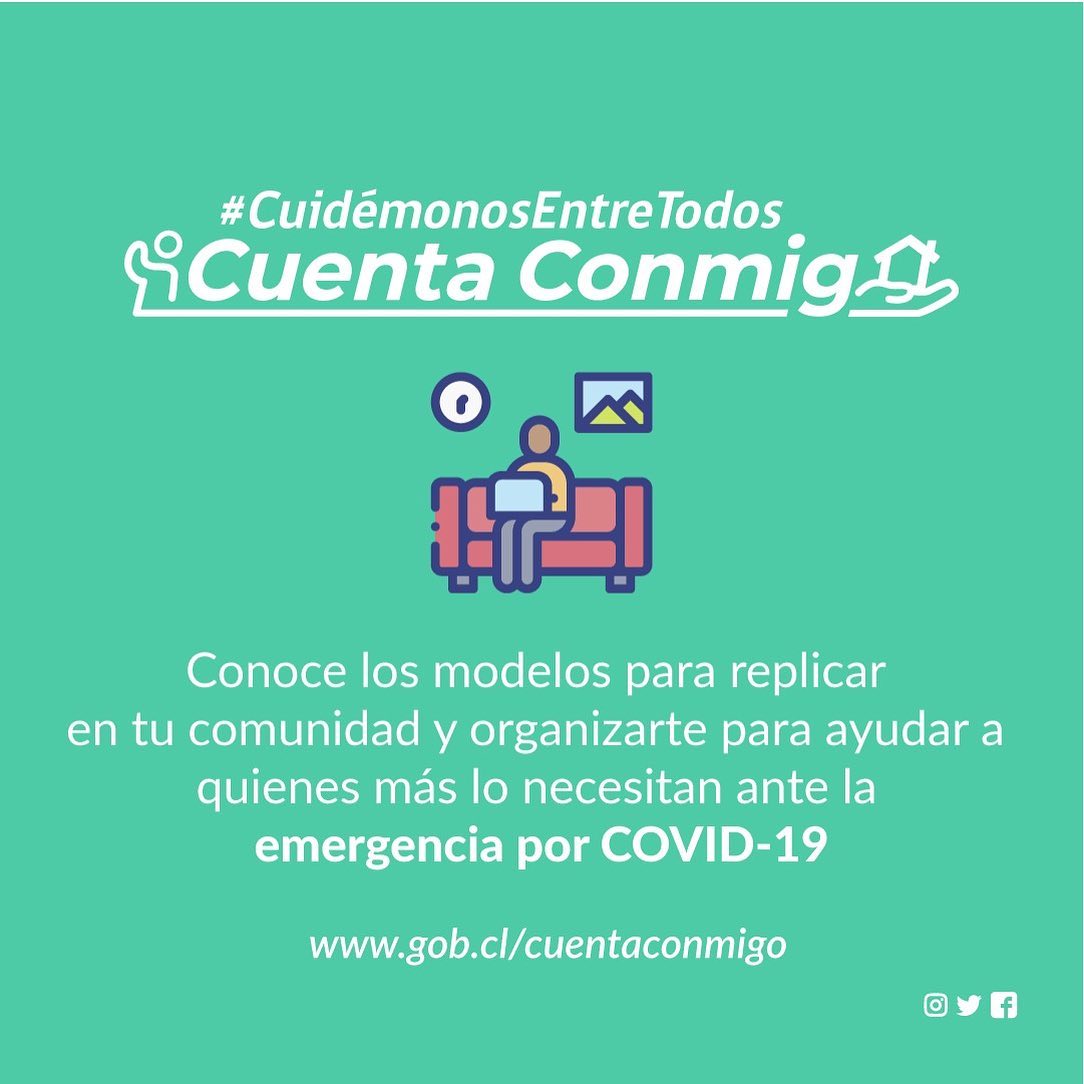 #CuidémonosEntreTodos
Cuenta Conmigo
Conoce los modelos para replicar
en tu comunidad y organizarte para ayudar a
quienes más lo necesitan ante la
emergencia por COVID-19
www.gob.cl/cuentaconmigo